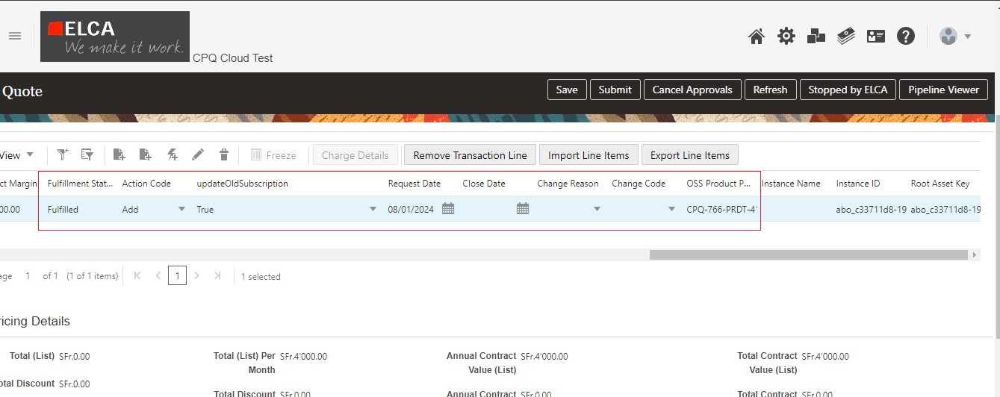 ELCA
We make it work.
CPQ Cloud Test
Quote
Save Submit Cancel Approvals Refresh Stopped by ELCA Pipeline Viewer
View Freeze Charge Details Remove Transaction Line Import Line Items Export Line Items
ct Margin Fulfillment Stat... Action Code updateOldSubscription Request Date Close Date Change Reason Change Code OSS Product P... Instance Name Instance ID Root Asset Key
00.00 Fulfilled Add True 08/01/2024 CPQ-766-PRDT-41 abo_c33711d8-19 abo_c33711d8-19
age 1 of 1 (1 of 1 items) 1 1 selected
ricing Details
Total (List) SFr.0.00 Total (List) Per Month SFr.4'000.00 Annual Contract Value (List) SFr.4'000.00 Total Contract Value (List) SFr.4'000.00
otal Discount SFr.0.00 Total Discount SFr.0.00 Annual Contract SFr.0.00 Total Contract SFr.0.00